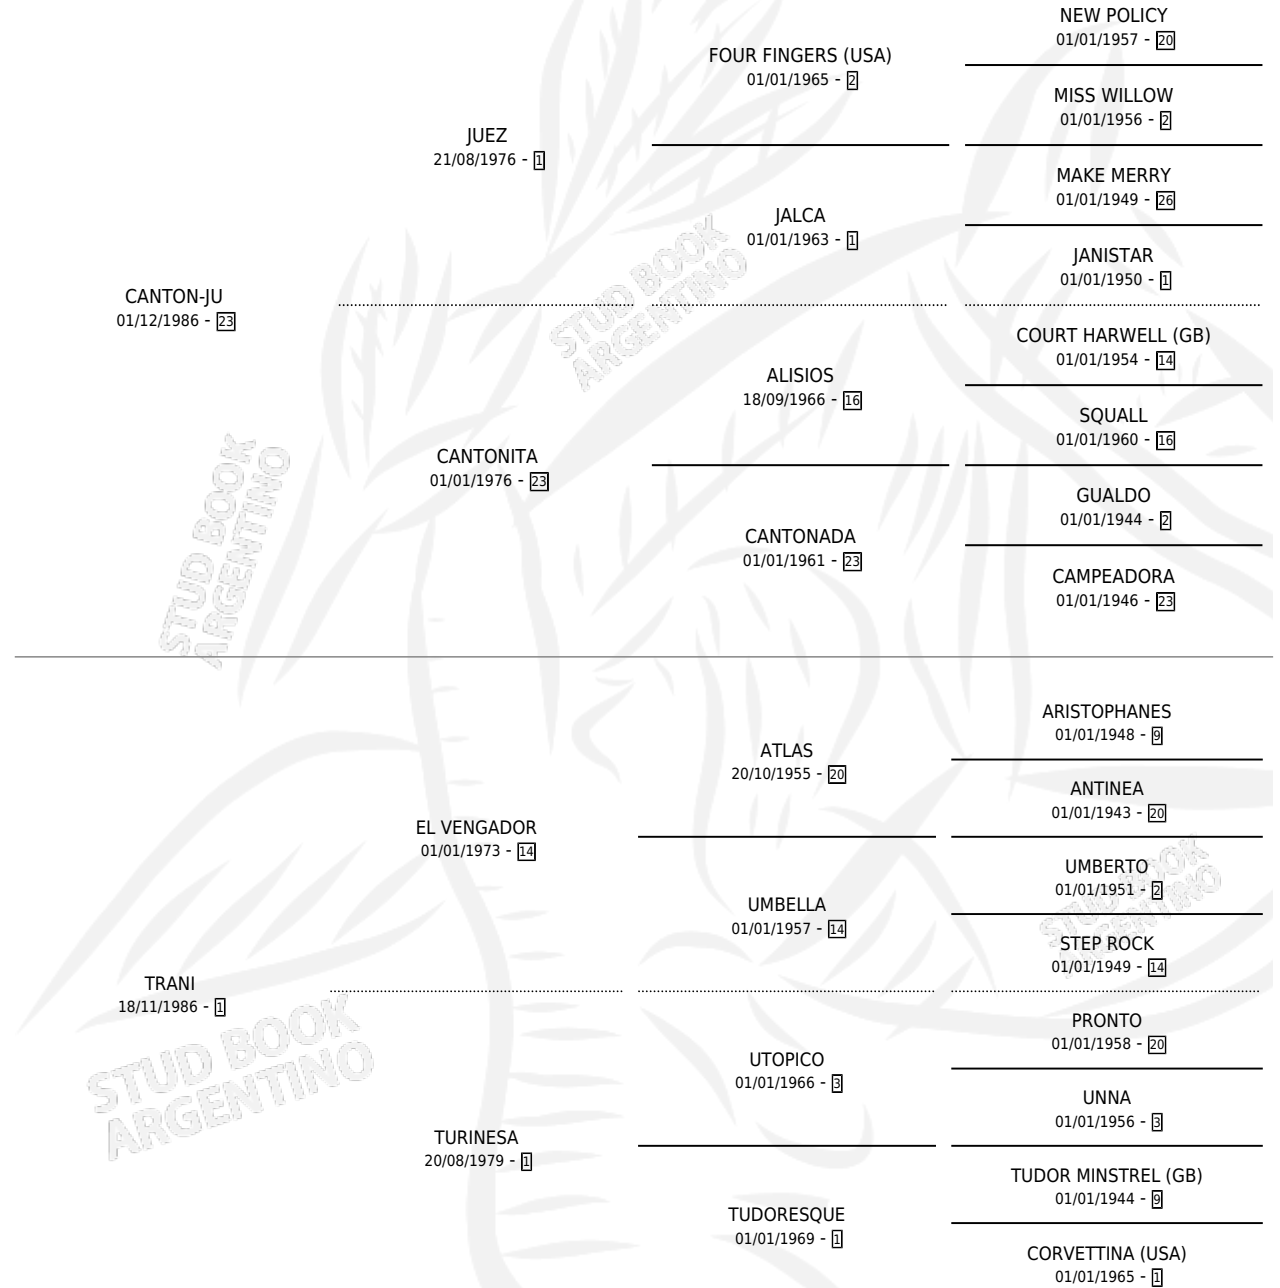 NEW POLICY
01/01/1957 - 20
FOUR FINGERS (USA)
01/01/1965 - 2
MISS WILLOW
01/01/1956 - 2
JUEZ
21/08/1976 - 1
MAKE MERRY
01/01/1949 - 26
JALCA
01/01/1963 - 1
JANISTAR
01/01/1950 - 1
CANTON-JU
01/12/1986 - 23
COURT HARWELL (GB)
01/01/1954 - 14
ALISIOS
18/09/1966 - 16
SQUALL
01/01/1960 - 16
CANTONITA
01/01/1976 - 23
GUALDO
01/01/1944 - 2
CANTONADA
01/01/1961 - 23
CAMPEADORA
01/01/1946 - 23
STUD BOOK
ARGENTINO
STUD BOOK
ARGENTINO
ARISTOPHANES
01/01/1948 - 9
ATLAS
20/10/1955 - 20
ANTINEA
01/01/1943 - 20
EL VENGADOR
01/01/1973 - 14
UMBERTO
01/01/1951 - 2
UMBELLA
01/01/1957 - 14
STEP ROCK
01/01/1949 - 14
TRANI
18/11/1986 - 1
PRONTO
01/01/1958 - 20
UTOPICO
01/01/1966 - 3
UNNA
01/01/1956 - 3
TURINESA
20/08/1979 - 1
TUDOR MINSTREL (GB)
01/01/1944 - 9
TUDORESQUE
01/01/1969 - 1
CORVETTINA (USA)
01/01/1965 - 1
STUD BOOK
ARGENTINO
STUD BOOK
ARGENTINO